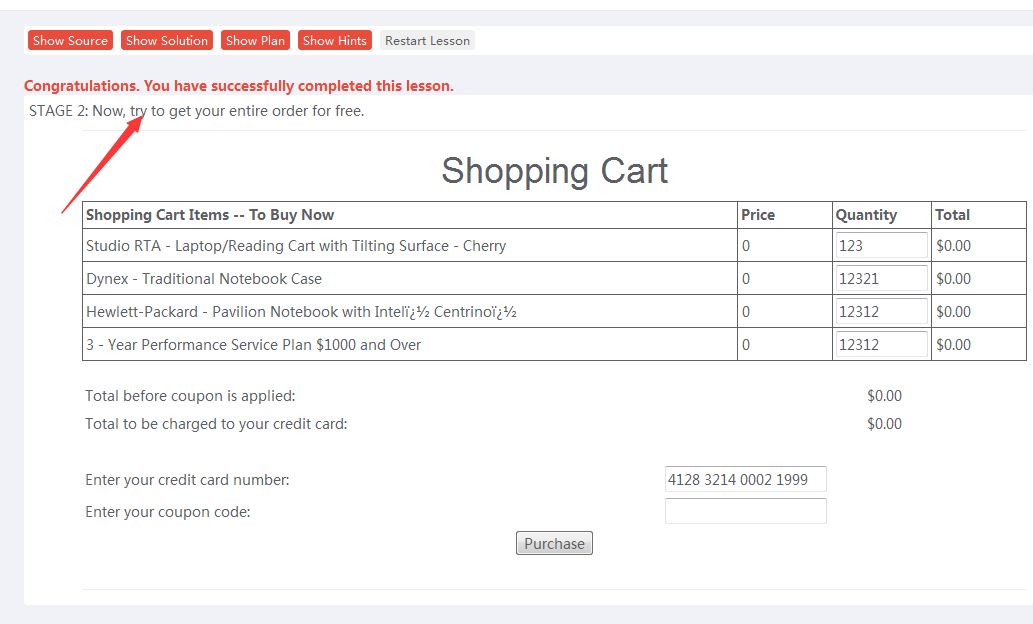 Show Source Show Solution Show Plan Show Hints Restart Lesson
Congratulations. You have successfully completed this lesson.
STAGE 2: Now, try to get your entire order for free.
Shopping Cart
Shopping Cart Items -- To Buy Now Price Quantity Total
Studio RTA - Laptop/Reading Cart with Tilting Surface - Cherry 0 123 $0.00
Dynex - Traditional Notebook Case 0 12321 $0.00
Hewlett-Packard - Pavilion Notebook with Intelï¿½ Centrinoï¿½ 0 12312 $0.00
3 - Year Performance Service Plan $1000 and Over 0 12312 $0.00
Total before coupon is applied: $0.00
Total to be charged to your credit card: $0.00
Enter your credit card number: 4128 3214 0002 1999
Enter your coupon code:
Purchase